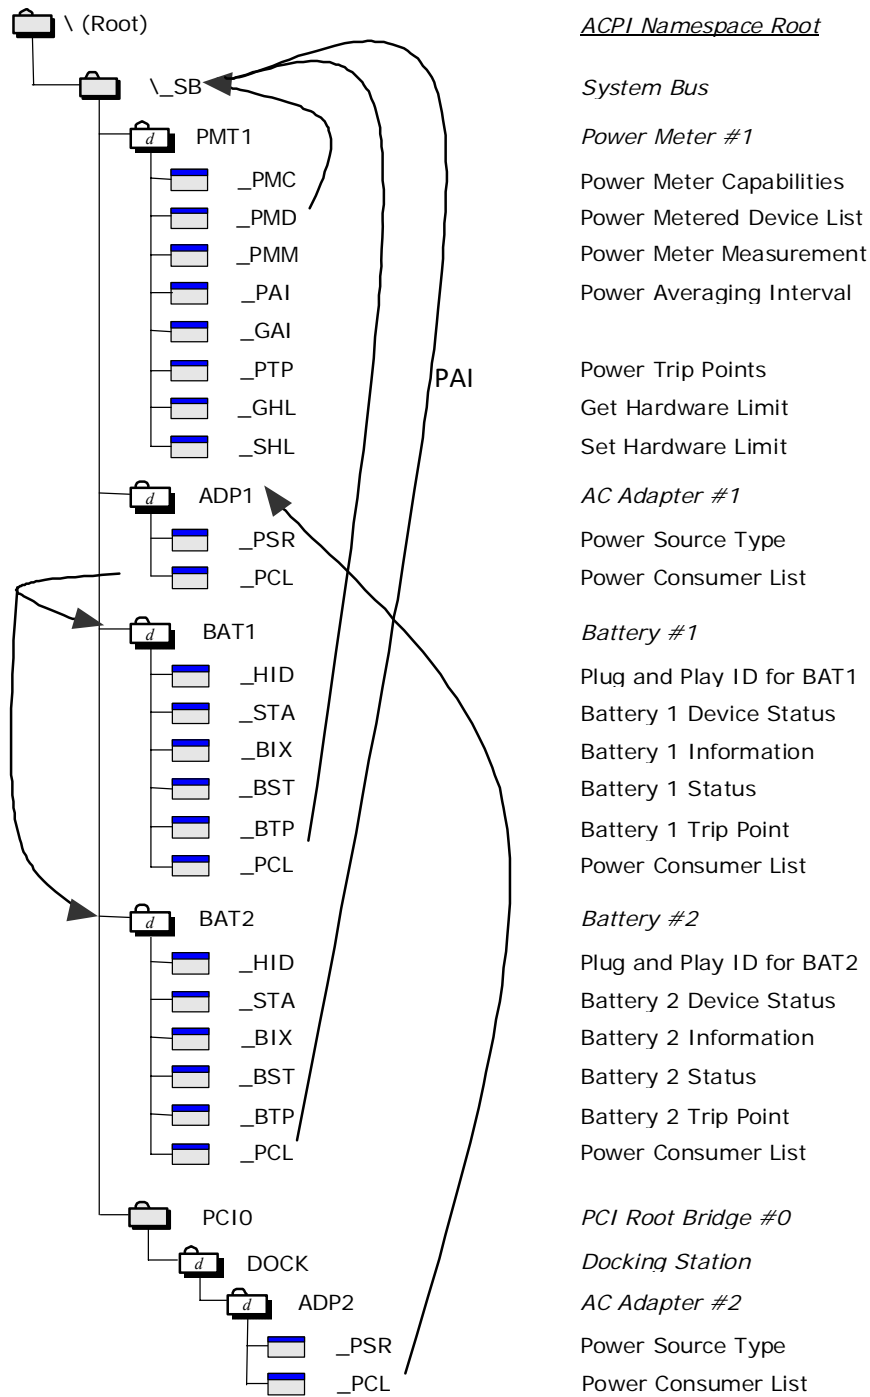 \ (Root) ACPI Namespace Root
\_SB System Bus
d PMT1 Power Meter #1
_PMC Power Meter Capabilities
_PMD Power Metered Device List
_PMM Power Meter Measurement
_PAI Power Averaging Interval
_GAI
_PTP PAI Power Trip Points
_GHL Get Hardware Limit
_SHL Set Hardware Limit
d ADP1 AC Adapter #1
_PSR Power Source Type
_PCL Power Consumer List
d BAT1 Battery #1
_HID Plug and Play ID for BAT1
_STA Battery 1 Device Status
_BIX Battery 1 Information
_BST Battery 1 Status
_BTP Battery 1 Trip Point
_PCL Power Consumer List
d BAT2 Battery #2
_HID Plug and Play ID for BAT2
_STA Battery 2 Device Status
_BIX Battery 2 Information
_BST Battery 2 Status
_BTP Battery 2 Trip Point
_PCL Power Consumer List
PCI0 PCI Root Bridge #0
d DOCK Docking Station
d ADP2 AC Adapter #2
_PSR Power Source Type
_PCL Power Consumer List